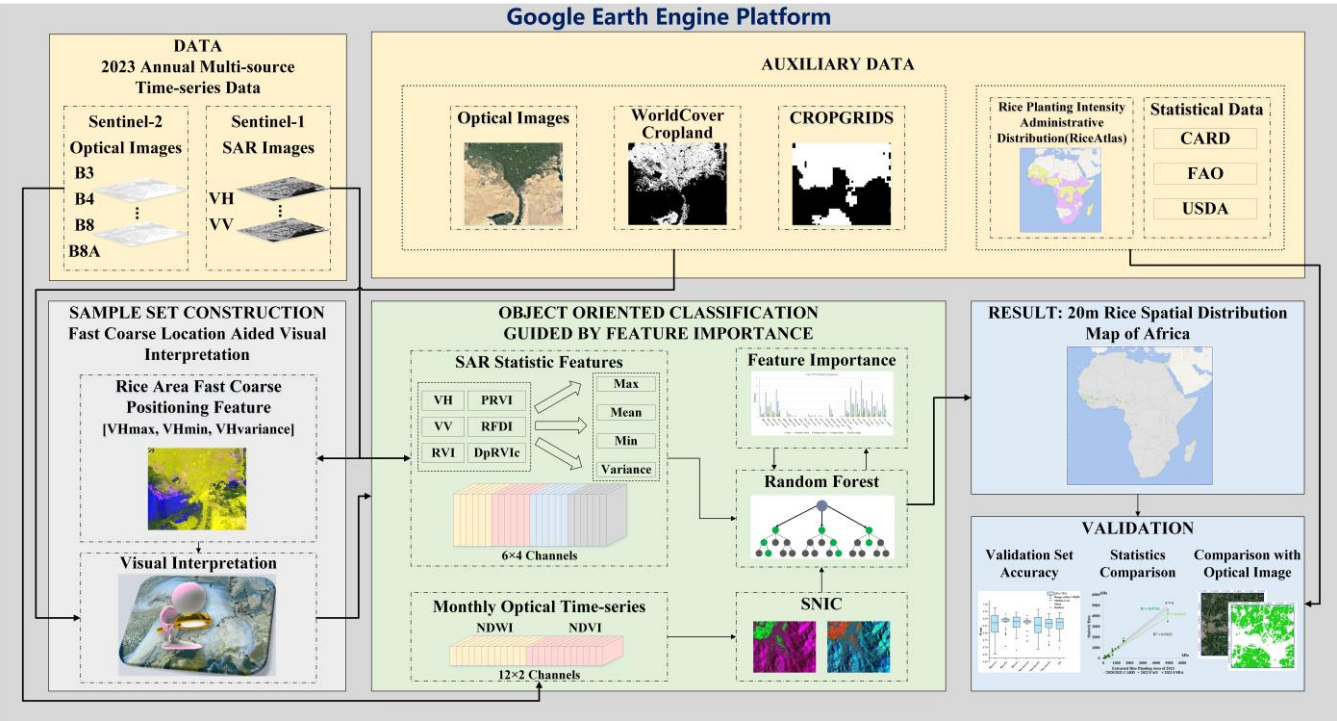 Google Earth Engine Platform
DATA
2023 Annual Multi-source
Time-series Data
Sentinel-2
Optical Images
B3
B4
B8
B8A
Sentinel-1
SAR Images
VH
VV
AUXILIARY DATA
Optical Images
WorldCover
Cropland
CROPGRIDS
Rice Planting Intensity
Administrative
Distribution(RiceAtlas)
Statistical Data
CARD
FAO
USDA
SAMPLE SET CONSTRUCTION
Fast Coarse Location Aided Visual
Interpretation
Rice Area Fast Coarse
Positioning Feature
[VHmax, VHmin, VHvariance]
Visual Interpretation
OBJECT ORIENTED CLASSIFICATION
GUIDED BY FEATURE IMPORTANCE
SAR Statistic Features
VH
PRVI
VV
RFDI
RVI
DpRVIc
Max
Mean
Min
Variance
6×4 Channels
Monthly Optical Time-series
NDWI
NDVI
12×2 Channels
Feature Importance
Random Forest
SNIC
RESULT: 20m Rice Spatial Distribution
Map of Africa
VALIDATION
Validation Set
Accuracy
Statistics
Comparison
Comparison with
Optical Image
Extracted Rice Planting Area of 2023